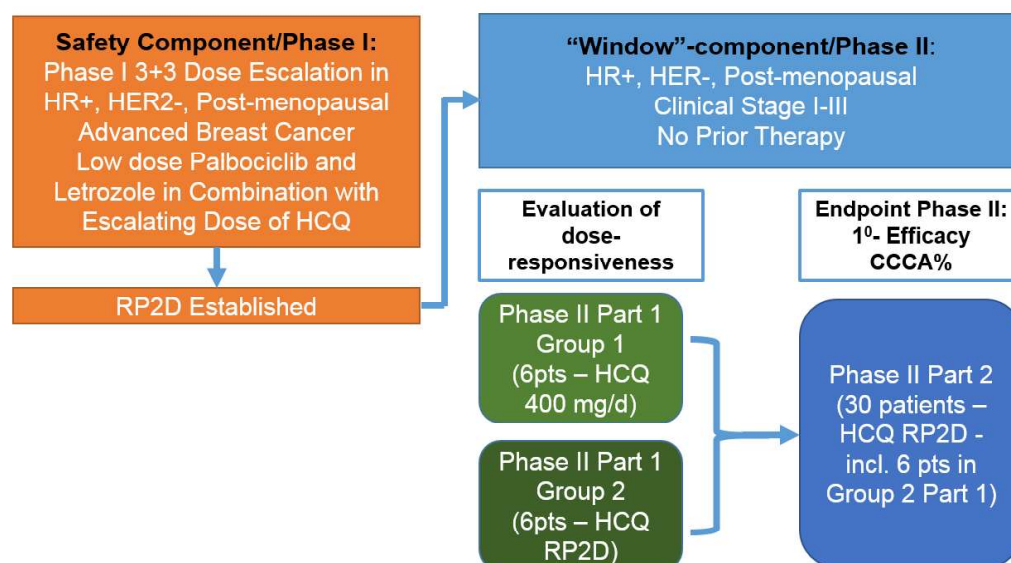 Safety Component/Phase I:
Phase I 3+3 Dose Escalation in
HR+, HER2-, Post-menopausal
Advanced Breast Cancer
Low dose Palbociclib and
Letrozole in Combination with
Escalating Dose of HCQ
RP2D Established
“Window”-component/Phase II:
HR+, HER-, Post-menopausal
Clinical Stage I-III
No Prior Therapy
Evaluation of
dose-
responsiveness
Endpoint Phase II:
1⁰- Efficacy
CCCA%
Phase II Part 1
Group 1
(6pts – HCQ
400 mg/d)
Phase II Part 1
Group 2
(6pts – HCQ
RP2D)
Phase II Part 2
(30 patients –
HCQ RP2D -
incl. 6 pts in
Group 2 Part 1)